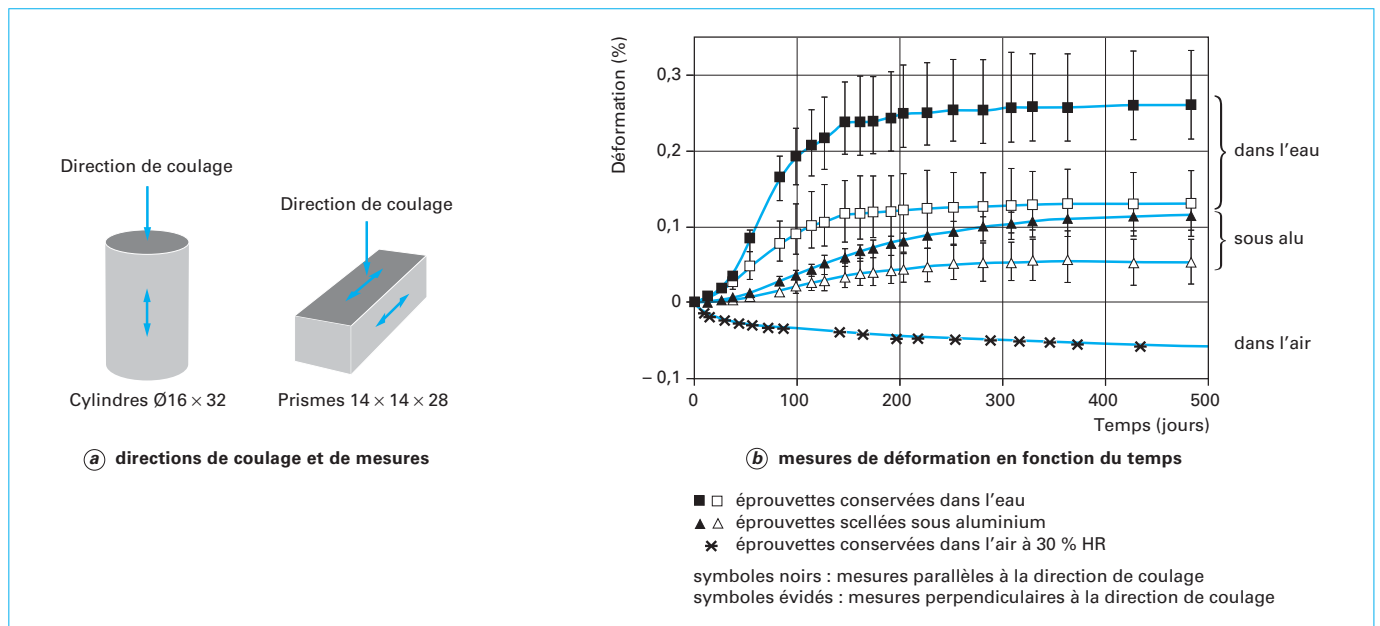 Direction de coulage
Direction de coulage
Cylindres Ø16 × 32
Prismes 14 × 14 × 28
a directions de coulage et de mesures
Déformation (%)
0,3
0,2
0,1
0
– 0,1
0
100
200
300
400
500
Temps (jours)
dans l'eau
sous alu
dans l'air
b mesures de déformation en fonction du temps
éprouvettes conservées dans l'eau
éprouvettes scellées sous aluminium
éprouvettes conservées dans l'air à 30 % HR
symboles noirs : mesures parallèles à la direction de coulage
symboles évidés : mesures perpendiculaires à la direction de coulage